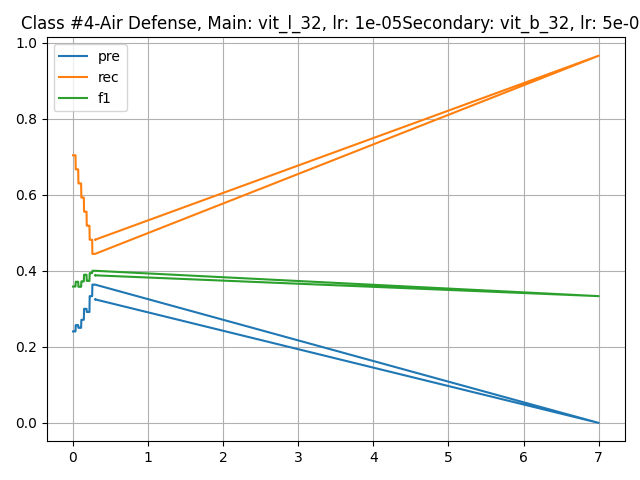 Class #4-Air Defense, Main: vit_l_32, lr: 1e-05Secondary: vit_b_32, lr: 5e-0
pre
rec
f1
1.0
0.8
0.6
0.4
0.2
0.0
0 1 2 3 4 5 6 7